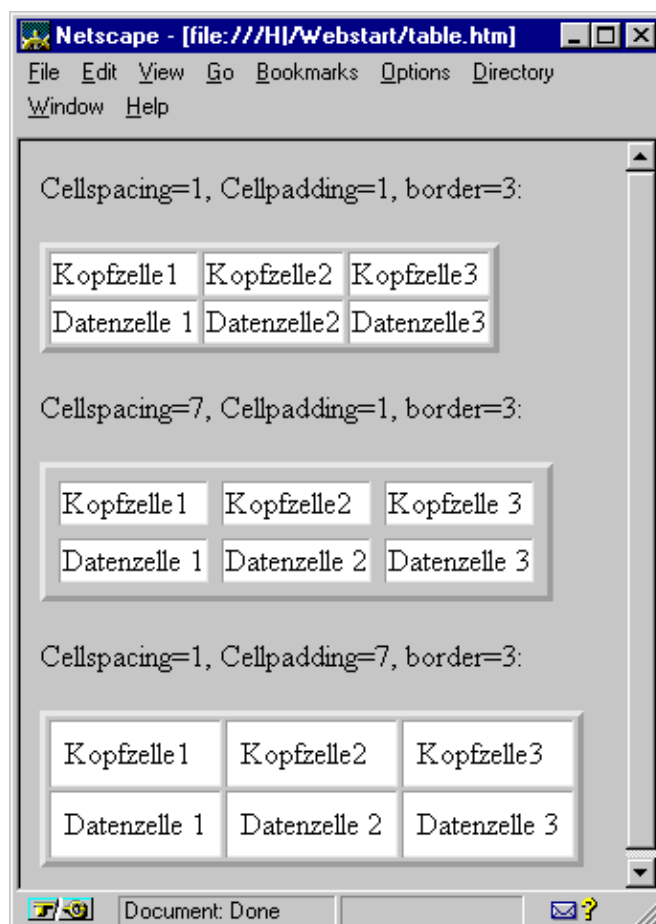 Netscape - [file:///H|/Webstart/table.htm]
File Edit View Go Bookmarks Options Directory
Window Help
Cellspacing=1, Cellpadding=1, border=3:
Kopfzelle1 Kopfzelle2 Kopfzelle3
Datenzelle 1 Datenzelle2 Datenzelle3
Cellspacing=7, Cellpadding=1, border=3:
Kopfzelle1 Kopfzelle2 Kopfzelle 3
Datenzelle 1 Datenzelle 2 Datenzelle 3
Cellspacing=1, Cellpadding=7, border=3:
Kopfzelle1 Kopfzelle2 Kopfzelle3
Datenzelle 1 Datenzelle 2 Datenzelle 3
Document: Done